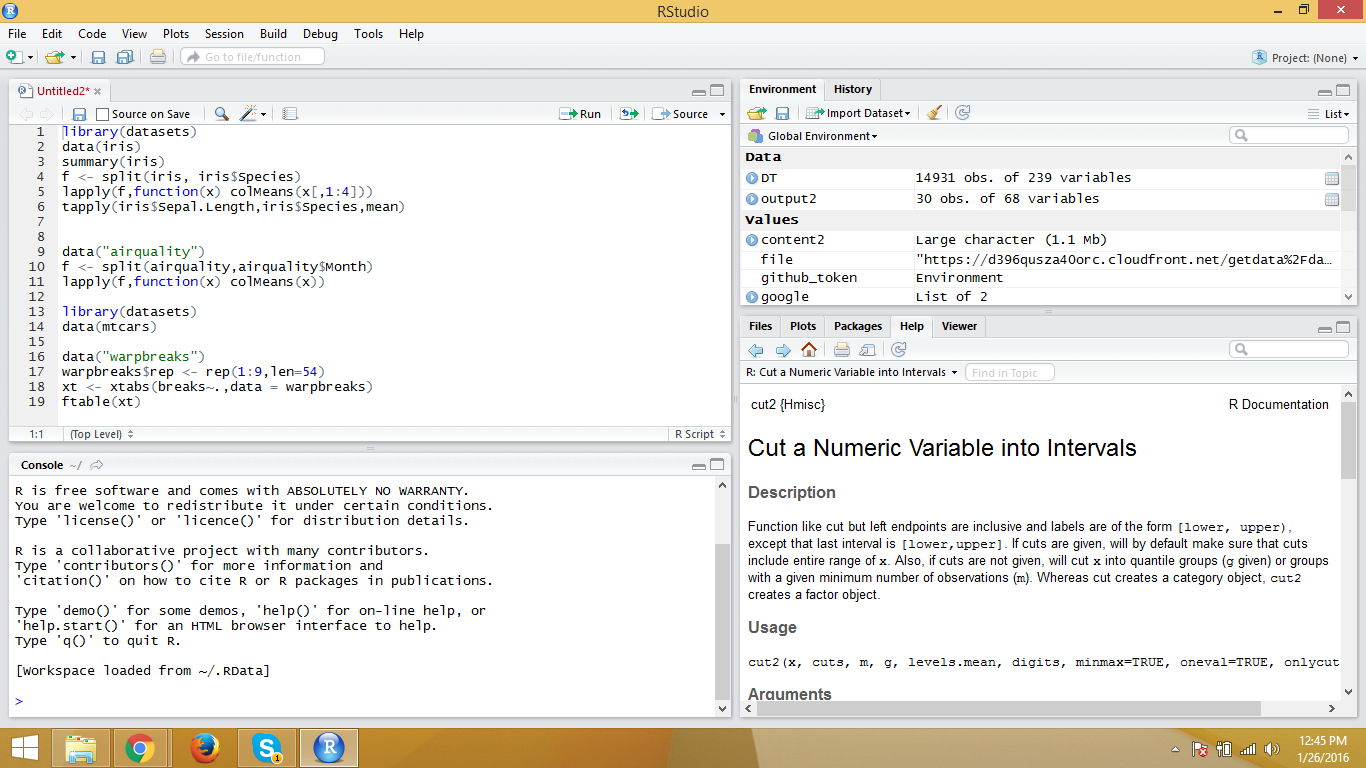 RStudio
File Edit Code View Plots Session Build Debug Tools Help
Go to file/function
Project: (None)
Untitled2*
Source on Save
Run
Source
1 library(datasets)
2 data(iris)
3 summary(iris)
4 f <- split(iris, iris$Species)
5 lapply(f,function(x) colMeans(x[,1:4]))
6 tapply(iris$Sepal.Length,iris$Species,mean)
7
8
9 data("airquality")
10 f <- split(airquality,airquality$Month)
11 lapply(f,function(x) colMeans(x))
12
13 library(datasets)
14 data(mtcars)
15
16 data("warpbreaks")
17 warpbreaks$rep <- rep(1:9,len=54)
18 xt <- xtabs(breaks~.,data = warpbreaks)
19 ftable(xt)
1:1 (Top Level) R Script
Console ~/
R is free software and comes with ABSOLUTELY NO WARRANTY.
You are welcome to redistribute it under certain conditions.
Type 'license()' or 'licence()' for distribution details.
R is a collaborative project with many contributors.
Type 'contributors()' for more information and
'citation()' on how to cite R or R packages in publications.
Type 'demo()' for some demos, 'help()' for on-line help, or
'help.start()' for an HTML browser interface to help.
Type 'q()' to quit R.
[Workspace loaded from ~/.RData]
>
Environment History
Import Dataset
List
Global Environment
Data
DT 14931 obs. of 239 variables
output2 30 obs. of 68 variables
Values
content2 Large character (1.1 Mb)
file "https://d396qusza40orc.cloudfront.net/getdata%2Fda…
github_token Environment
google List of 2
Files Plots Packages Help Viewer
R: Cut a Numeric Variable into Intervals
Find in Topic
cut2 {Hmisc} R Documentation
Cut a Numeric Variable into Intervals
Description
Function like cut but left endpoints are inclusive and labels are of the form [lower, upper),
except that last interval is [lower,upper]. If cuts are given, will by default make sure that cuts
include entire range of x. Also, if cuts are not given, will cut x into quantile groups (g given) or groups
with a given minimum number of observations (m). Whereas cut creates a category object, cut2
creates a factor object.
Usage
cut2(x, cuts, m, g, levels.mean, digits, minmax=TRUE, oneval=TRUE, onlycut
Arguments
12:45 PM
1/26/2016